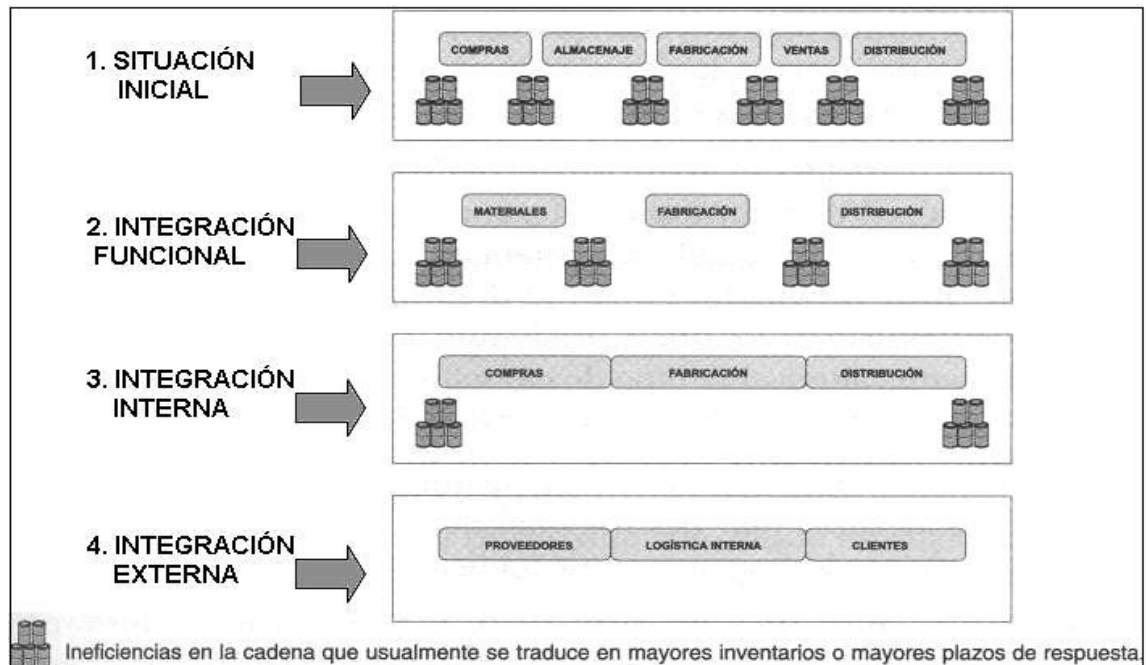 1. SITUACIÓN
INICIAL
COMPRAS ALMACENAJE FABRICACIÓN VENTAS DISTRIBUCIÓN
2. INTEGRACIÓN
FUNCIONAL
MATERIALES FABRICACIÓN DISTRIBUCIÓN
3. INTEGRACIÓN
INTERNA
COMPRAS FABRICACIÓN DISTRIBUCIÓN
4. INTEGRACIÓN
EXTERNA
PROVEEDORES LOGÍSTICA INTERNA CLIENTES
Ineficiencias en la cadena que usualmente se traduce en mayores inventarios o mayores plazos de respuesta.